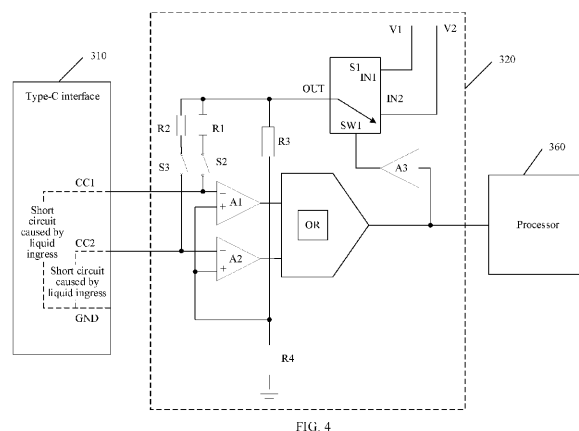 310
Type-C interface
V1
V2
S1
IN1
320
OUT
IN2
R2
R1
R3
SW1
360
S3
S2
A3
CC1
A1
Short
circuit
caused by
liquid
ingress
OR
Processor
CC2
A2
Short circuit
caused by
liquid ingress
GND
R4
FIG. 4